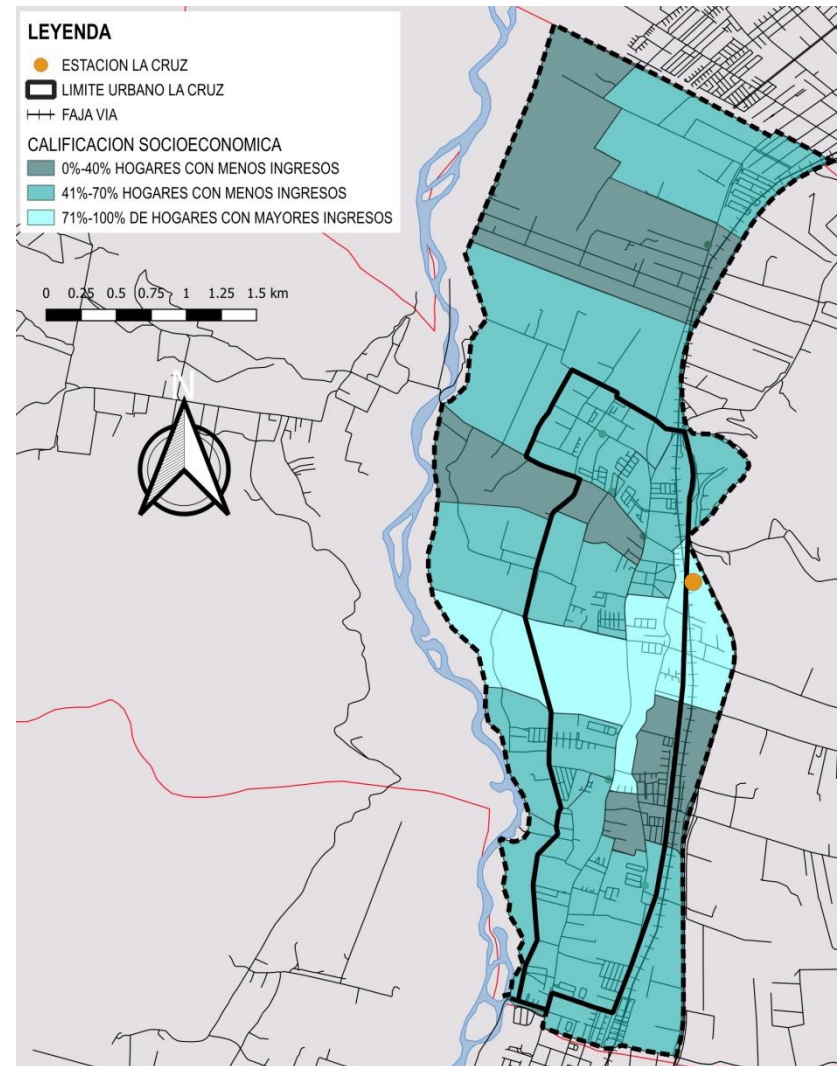 LEYENDA
ESTACION LA CRUZ
LIMITE URBANO LA CRUZ
FAJA VIA
CALIFICACION SOCIOECONOMICA
0%-40% HOGARES CON MENOS INGRESOS
41%-70% HOGARES CON MENOS INGRESOS
71%-100% DE HOGARES CON MAYORES INGRESOS
0 0.25 0.5 0.75 1 1.25 1.5 km
N